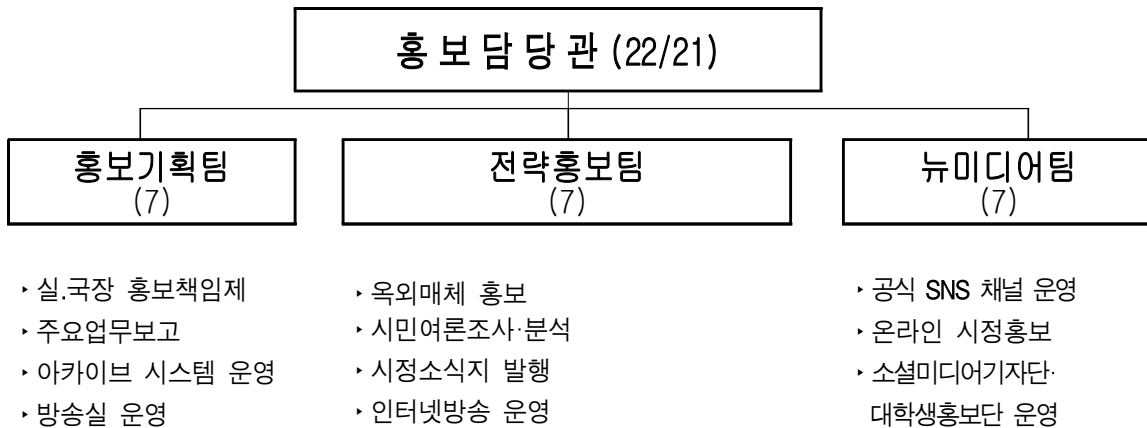 홍 보 담 당 관 (22/21)
홍보기획팀
(7)
전략홍보팀
(7)
뉴미디어팀
(7)
‣ 실.국장 홍보책임제
‣ 주요업무보고
‣ 아카이브 시스템 운영
‣ 방송실 운영
‣ 옥외매체 홍보
‣ 시민여론조사·분석
‣ 시정소식지 발행
‣ 인터넷방송 운영
‣ 공식 SNS 채널 운영
‣ 온라인 시정홍보
‣ 소셜미디어기자단·
대학생홍보단 운영